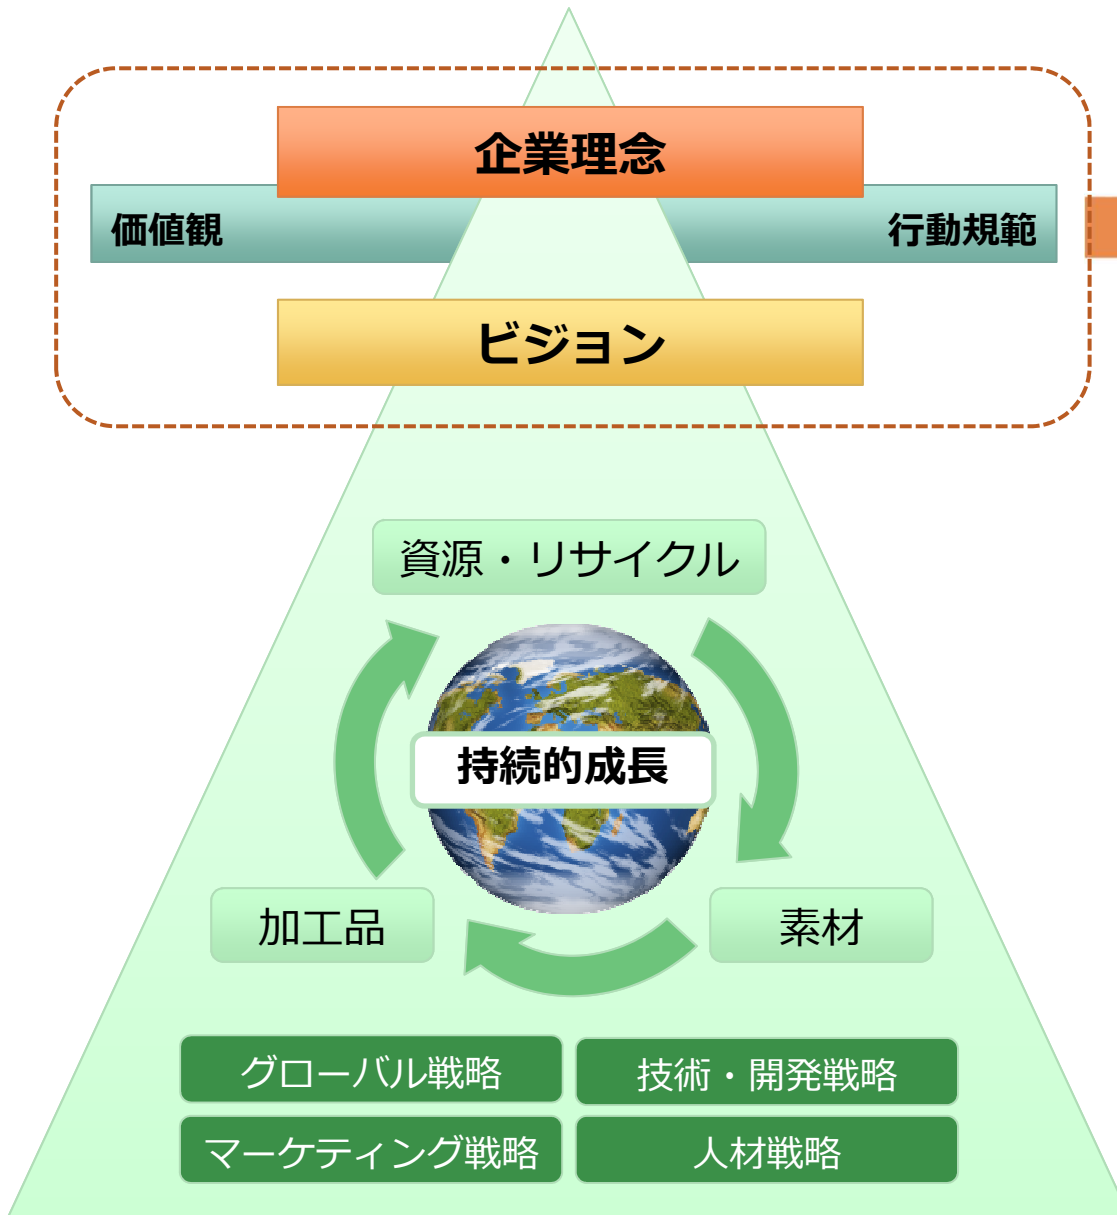 企業理念
価値観
行動規範
ビジョン
資源・リサイクル
持続的成長
加工品
素材
グローバル戦略
技術・開発戦略
マーケティング戦略
人材戦略